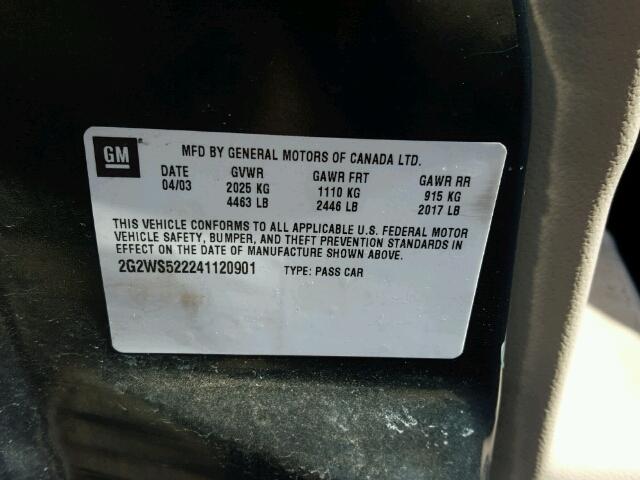 GM
MFD BY GENERAL MOTORS OF CANADA LTD.
DATE GVWR GAWR FRT GAWR RR
04/03 2025 KG 1110 KG 915 KG
4463 LB 2446 LB 2017 LB
THIS VEHICLE CONFORMS TO ALL APPLICABLE U.S. FEDERAL MOTOR
VEHICLE SAFETY, BUMPER, AND THEFT PREVENTION STANDARDS IN
EFFECT ON THE DATE OF MANUFACTURE SHOWN ABOVE.
2G2WS522241120901 TYPE: PASS CAR